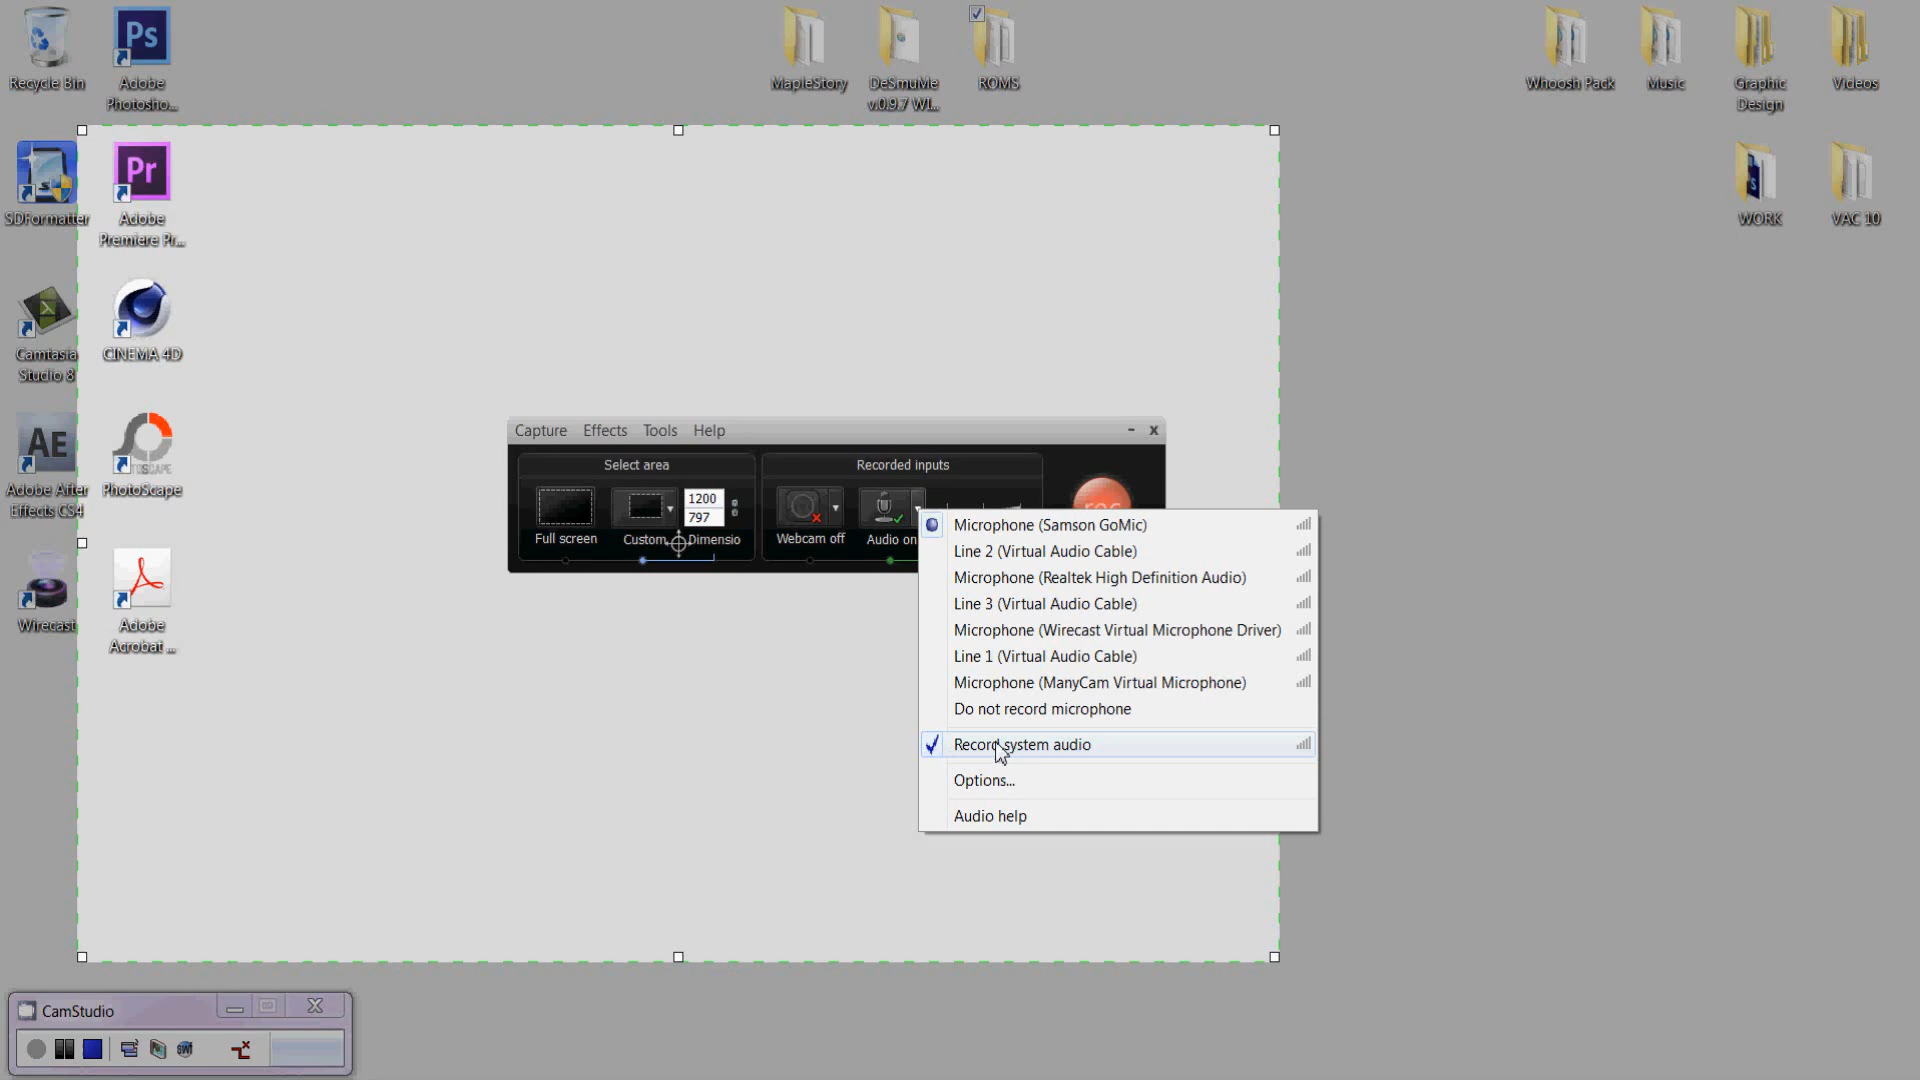 Recycle Bin
Adobe
Photosho...
MapleStory
DeSmuME
v.0.9.7 WI...
ROMS
Whoosh Pack
Music
Graphic
Design
Videos
Ps
SDFormatter
Pr
Adobe
Premiere Pr...
WORK
VAC 10
Camtasia
Studio 8
CINEMA 4D
AE
Adobe After
Effects CS4
PhotoScape
Wirecast
Adobe
Acrobat ...
Capture Effects Tools Help
Select area
Recorded inputs
1200
797
rec
Full screen
Custom
Dimensio
Webcam off
Audio on
Microphone (Samson GoMic)
Line 2 (Virtual Audio Cable)
Microphone (Realtek High Definition Audio)
Line 3 (Virtual Audio Cable)
Microphone (Wirecast Virtual Microphone Driver)
Line 1 (Virtual Audio Cable)
Microphone (ManyCam Virtual Microphone)
Do not record microphone
Record system audio
Options...
Audio help
CamStudio